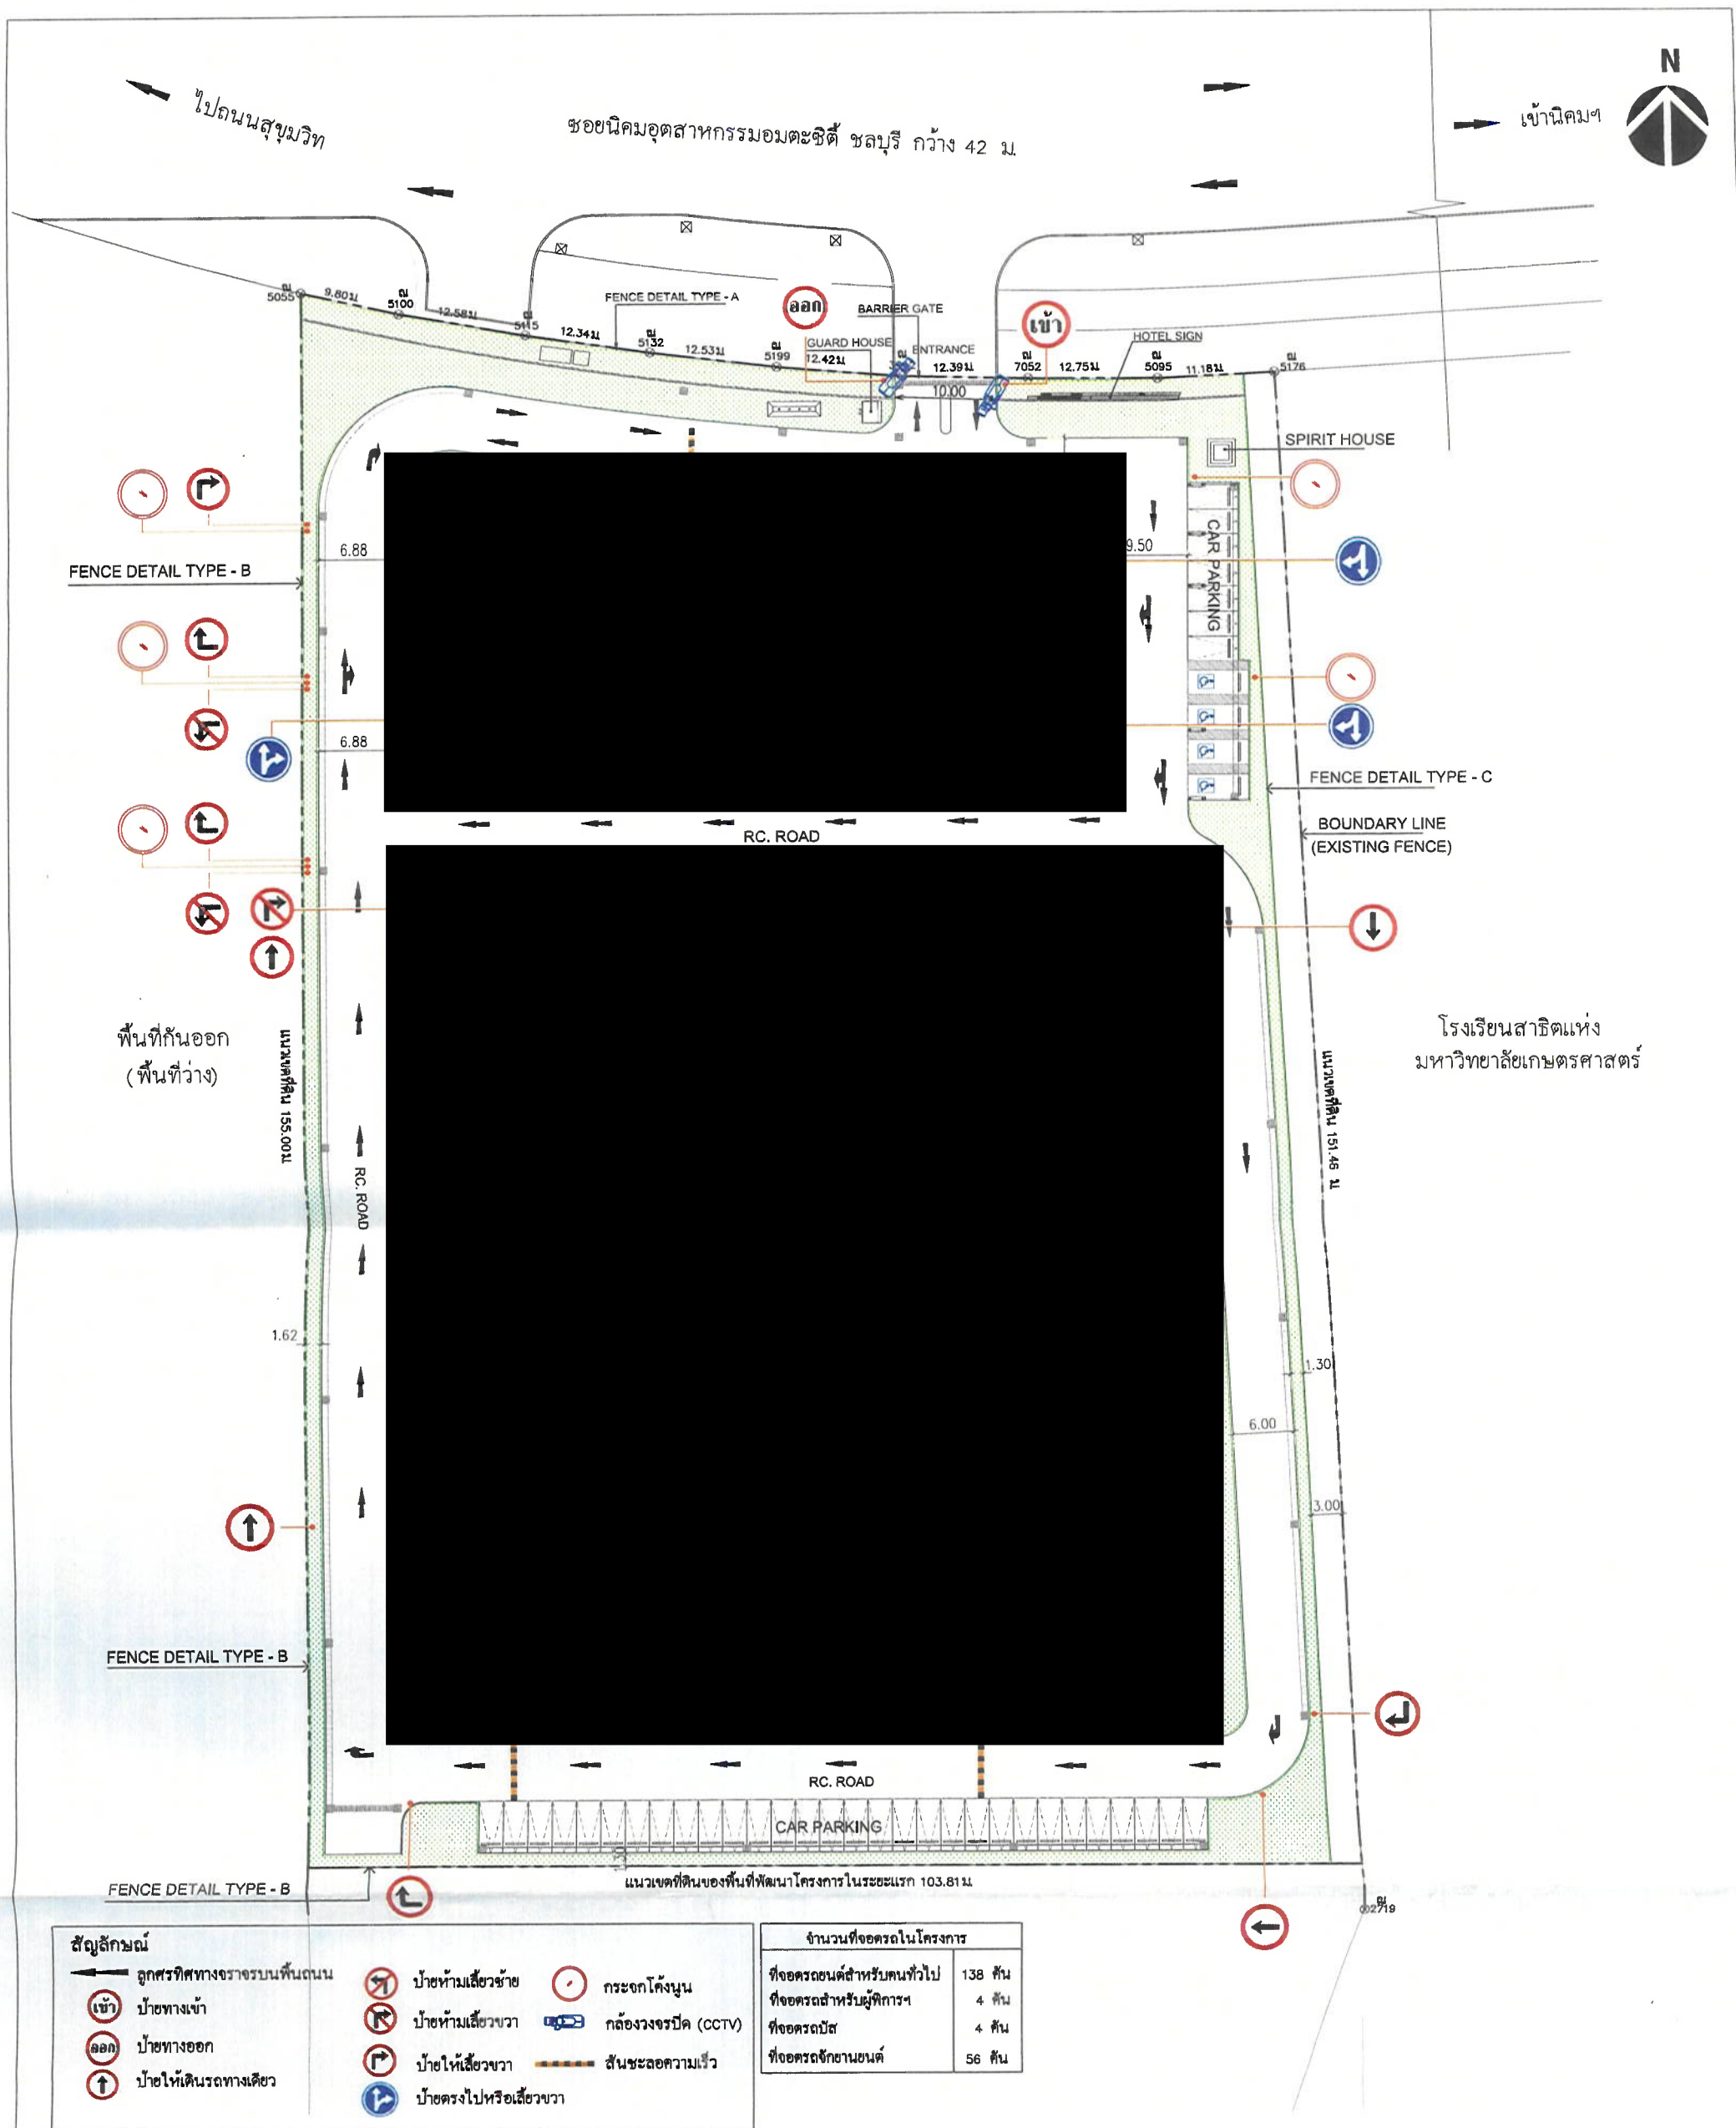 N
ไปถนนสุขุมวิท
ซอยนิคมอุตสาหกรรมอมตะซิตี้ ชลบุรี กว้าง 42 ม.
เข้านิคมฯ
5055
9.80ม
5100
12.58ม
5115
12.34ม
FENCE DETAIL TYPE - A
5132
12.53ม
5199
12.42ม
ออก
BARRIER GATE
GUARD HOUSE
ENTRANCE
เข้า
HOTEL SIGN
12.39ม
7052
12.75ม
5095
11.18ม
5176
10.00
SPIRIT HOUSE
CAR PARKING
6.88
9.50
FENCE DETAIL TYPE - B
6.88
FENCE DETAIL TYPE - C
BOUNDARY LINE
(EXISTING FENCE)
RC. ROAD
พื้นที่กันออก
(พื้นที่ว่าง)
แนวเขตที่ดิน 155.00ม
โรงเรียนสาธิตแห่ง
มหาวิทยาลัยเกษตรศาสตร์
แนวเขตที่ดิน 151.46 ม
RC. ROAD
1.62
1.30
6.00
3.00
FENCE DETAIL TYPE - B
RC. ROAD
CAR PARKING
1.30
แนวเขตที่ดินของพื้นที่พัฒนาโครงการในระยะแรก 103.81ม.
FENCE DETAIL TYPE - B
สัญลักษณ์
ลูกศรทิศทางจราจรบนพื้นถนน
เข้า ป้ายทางเข้า
ออก ป้ายทางออก
ป้ายให้เดินรถทางเดียว
ป้ายห้ามเลี้ยวซ้าย
ป้ายห้ามเลี้ยวขวา
ป้ายให้เลี้ยวขวา
ป้ายตรงไปหรือเลี้ยวขวา
กระจกโค้งนูน
กล้องวงจรปิด (CCTV)
สันชะลอความเร็ว
จำนวนที่จอดรถในโครงการ
ที่จอดรถยนต์สำหรับคนทั่วไป 138 คัน
ที่จอดรถสำหรับผู้พิการฯ 4 คัน
ที่จอดรถบัส 4 คัน
ที่จอดรถจักยานยนต์ 56 คัน